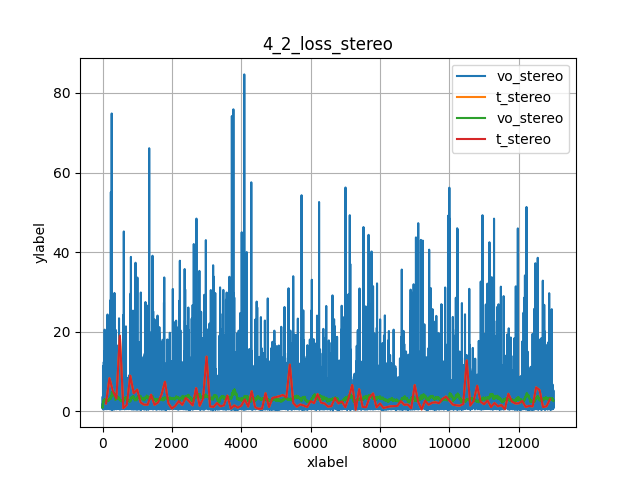 4_2_loss_stereo
vo_stereo
t_stereo
vo_stereo
t_stereo
80
60
40
20
0
ylabel
0 2000 4000 6000 8000 10000 12000
xlabel